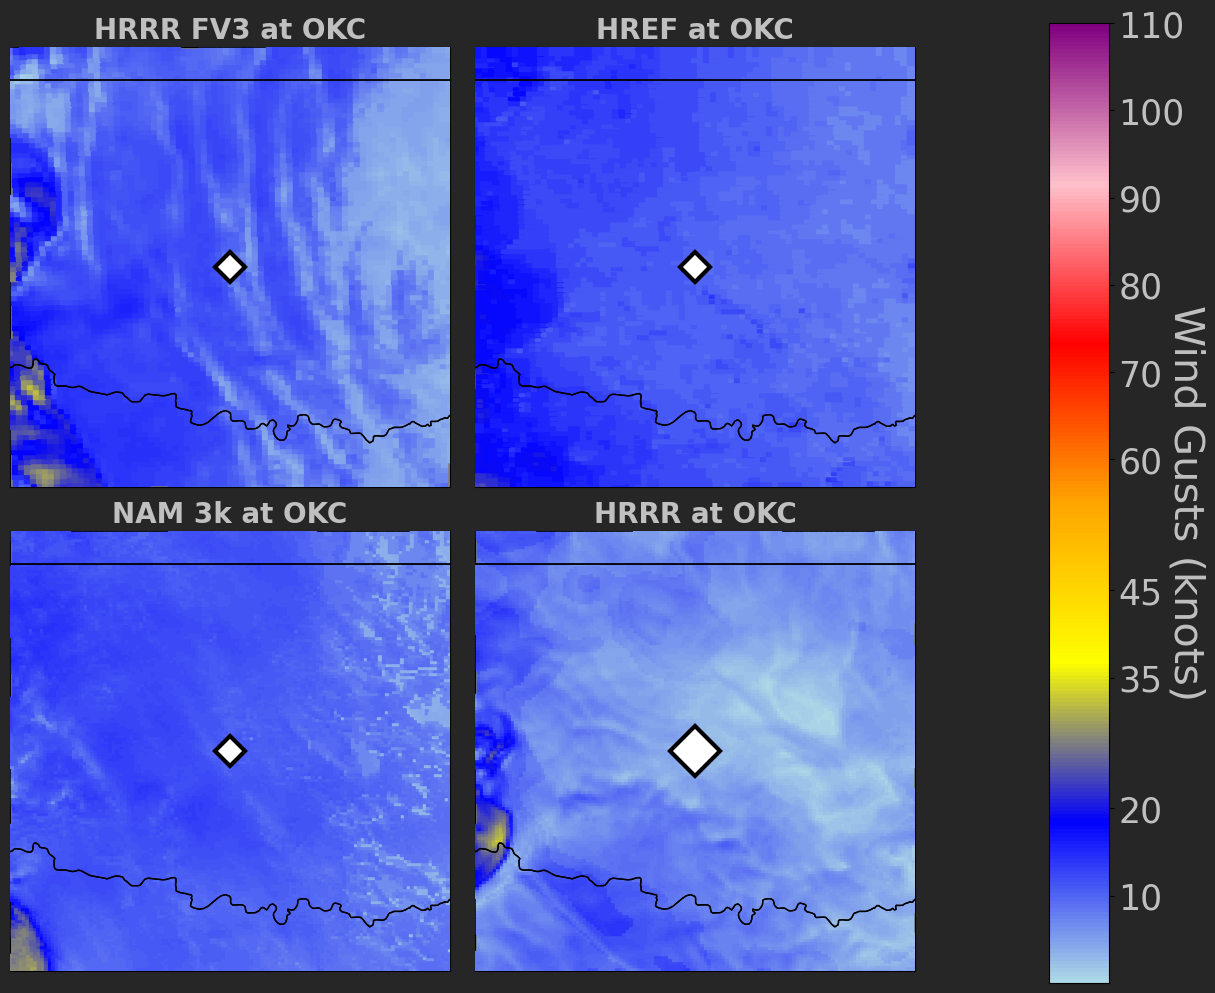 HRRR FV3 at OKC
HREF at OKC
NAM 3k at OKC
HRRR at OKC
110
100
90
80
70
60
45
35
20
10
Wind Gusts (knots)